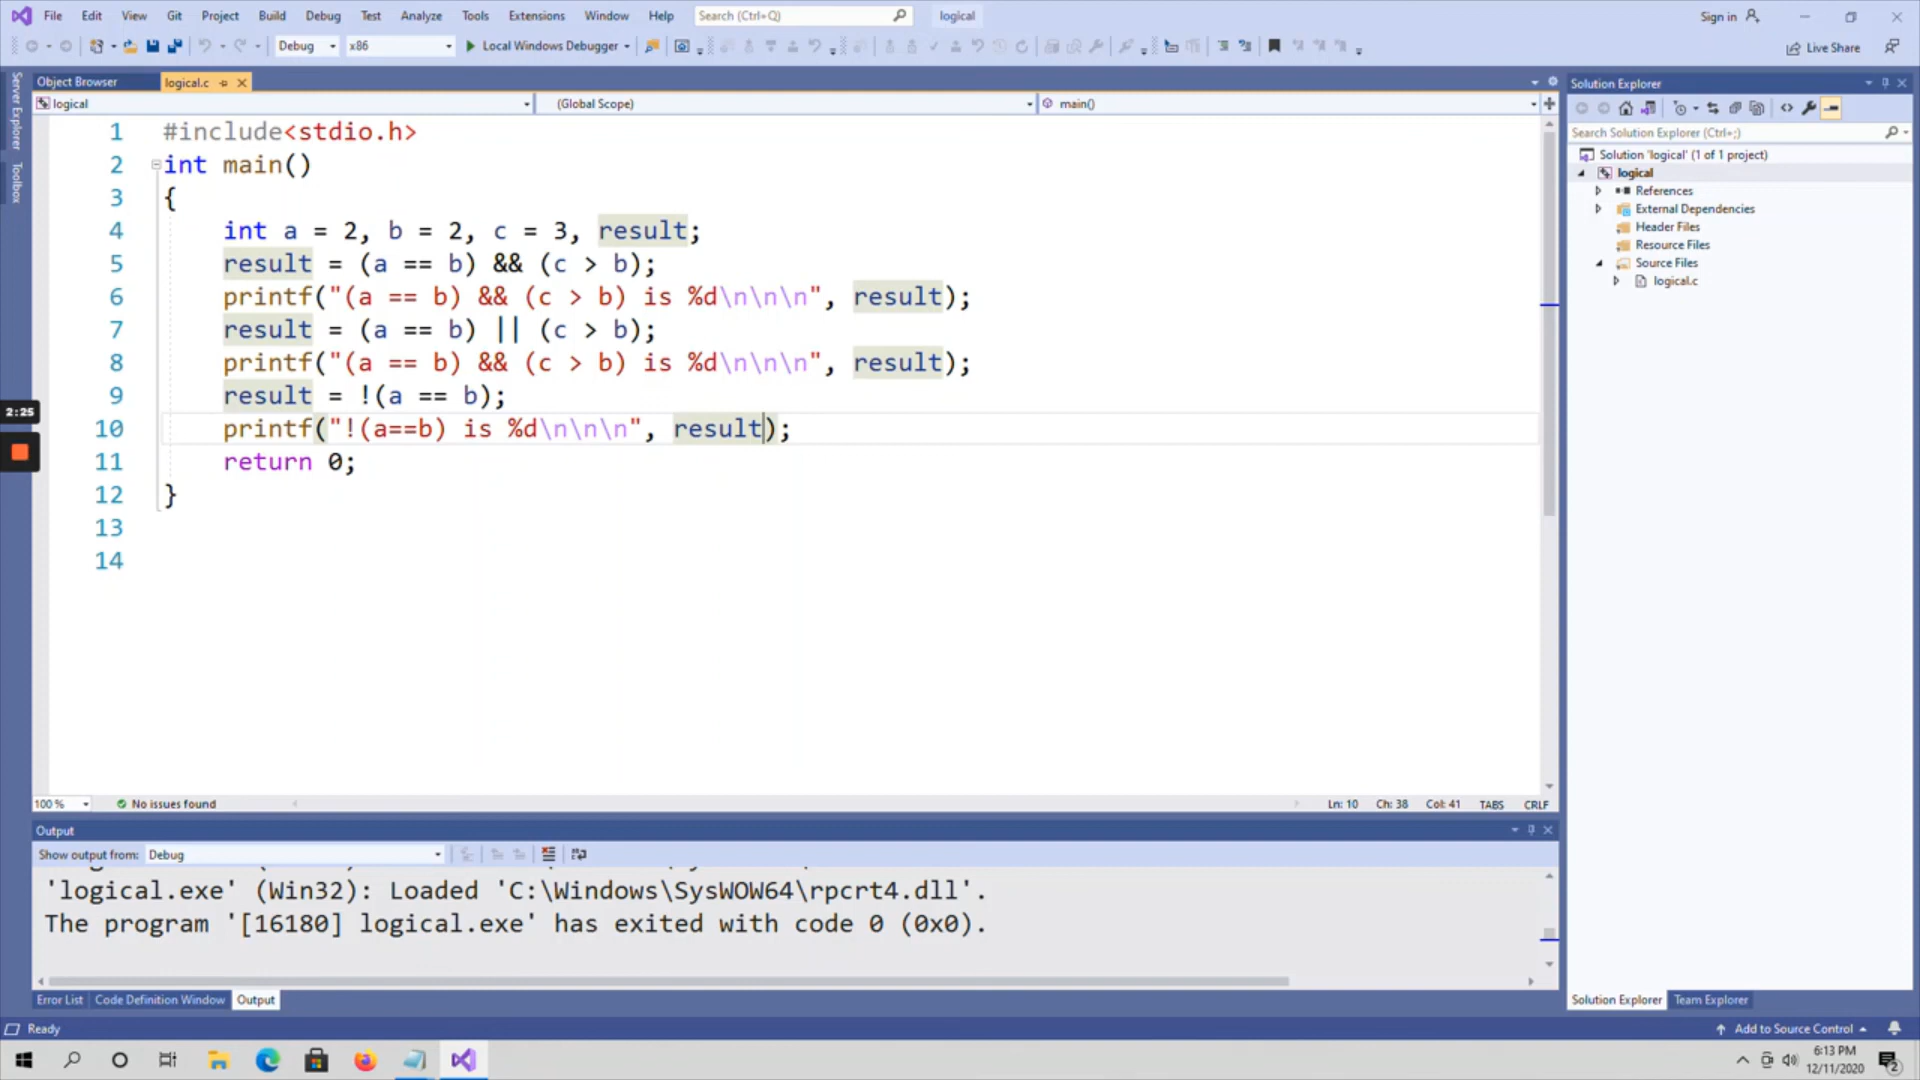 File Edit View Git Project Build Debug Test Analyze Tools Extensions Window Help Search (Ctrl+Q) logical Sign in
Debug x86 Local Windows Debugger Live Share
Server Explorer
Toolbox
Object Browser logical.c
logical (Global Scope) main()
1 #include<stdio.h>
2 int main()
3 {
4 int a = 2, b = 2, c = 3, result;
5 result = (a == b) && (c > b);
6 printf("(a == b) && (c > b) is %d\n\n\n", result);
7 result = (a == b) || (c > b);
8 printf("(a == b) && (c > b) is %d\n\n\n", result);
9 result = !(a == b);
10 printf("!(a==b) is %d\n\n\n", result);
11 return 0;
12 }
13
14
2:25
100 % No issues found Ln: 10 Ch: 38 Col: 41 TABS CRLF
Output
Show output from: Debug
'logical.exe' (Win32): Loaded 'C:\Windows\SysWOW64\rpcrt4.dll'.
The program '[16180] logical.exe' has exited with code 0 (0x0).
Error List Code Definition Window Output
Solution Explorer
Search Solution Explorer (Ctrl+;)
Solution 'logical' (1 of 1 project)
logical
References
External Dependencies
Header Files
Resource Files
Source Files
logical.c
Solution Explorer Team Explorer
Ready Add to Source Control
6:13 PM
12/11/2020
2